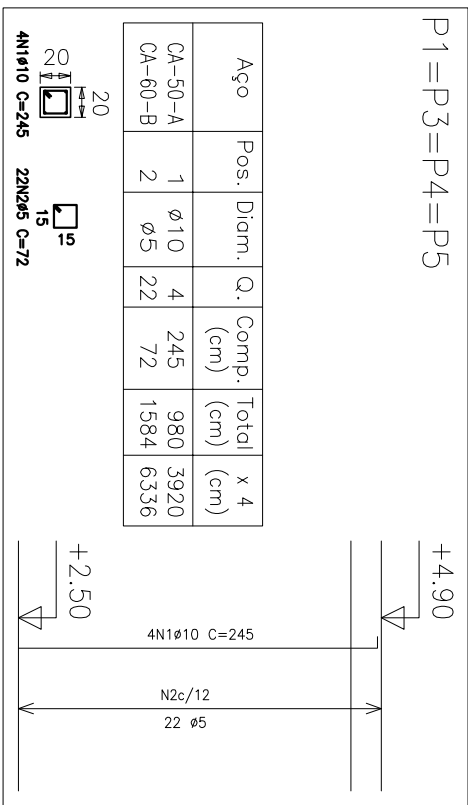 P1=P3=P4=P5
Aço Pos. Diam. Q. Comp. (cm) Total (cm) x 4 (cm)
CA-50-A 1 ø10 4 245 980 3920
CA-60-B 2 ø5 22 72 1584 6336
20
20
4N1ø10 C=245
15
15
22N2ø5 C=72
+4.90
+2.50
4N1ø10 C=245
N2c/12
22 ø5